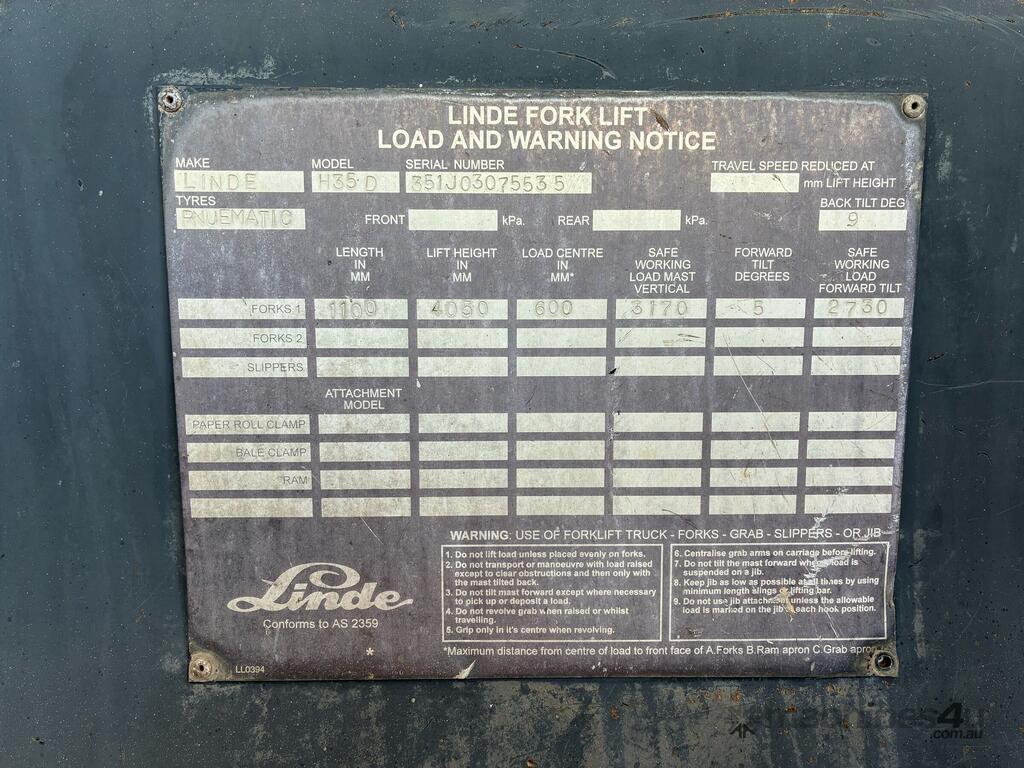 LINDE FORK LIFT
LOAD AND WARNING NOTICE
MAKE MODEL SERIAL NUMBER TRAVEL SPEED REDUCED AT
LINDE H35 D 351J03075535 mm LIFT HEIGHT
TYRES BACK TILT DEG
PNUEMATIC FRONT kPa. REAR kPa. 9
LENGTH IN MM LIFT HEIGHT IN MM LOAD CENTRE IN MM* SAFE WORKING LOAD MAST VERTICAL FORWARD TILT DEGREES SAFE WORKING LOAD FORWARD TILT
FORKS 1 1100 4050 600 3170 5 2730
FORKS 2
SLIPPERS
ATTACHMENT MODEL
PAPER ROLL CLAMP
BALE CLAMP
RAM
WARNING: USE OF FORKLIFT TRUCK - FORKS - GRAB - SLIPPERS - OR JIB
1. Do not lift load unless placed evenly on forks.
2. Do not transport or manoeuvre with load raised
except to clear obstructions and then only with
the mast tilted back.
3. Do not tilt mast forward except where necessary
to pick up or deposit a load.
4. Do not revolve grab when raised or whilst
travelling.
5. Grip only in it's centre when revolving.
6. Centralise grab arms on carriage before lifting.
7. Do not tilt the mast forward when load is
suspended on a jib.
8. Keep jib as low as possible at all times by using
minimum length slings or lifting bar.
9. Do not use jib attachment unless the allowable
load is marked on the jib at each hook position.
Linde
Conforms to AS 2359
*
*Maximum distance from centre of load to front face of A.Forks B.Ram apron C.Grab apron
LL0394
machines4u
.com.au